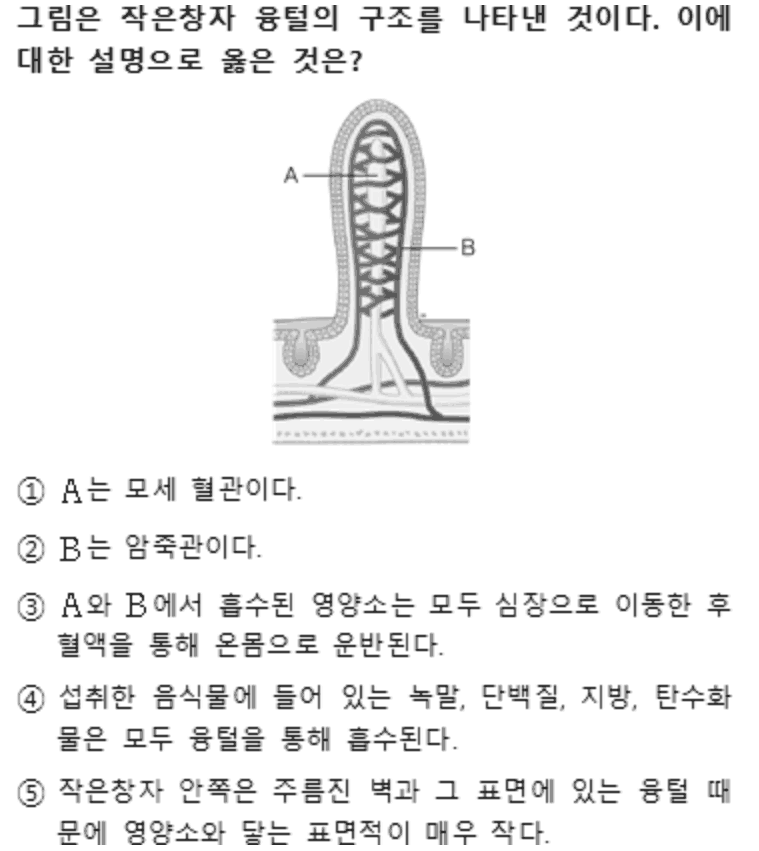 그림은 작은창자 융털의 구조를 나타낸 것이다. 이에
대한 설명으로 옳은 것은?
A
B
① A는 모세 혈관이다.
② B는 암죽관이다.
③ A와 B에서 흡수된 영양소는 모두 심장으로 이동한 후
혈액을 통해 온몸으로 운반된다.
④ 섭취한 음식물에 들어 있는 녹말, 단백질, 지방, 탄수화
물은 모두 융털을 통해 흡수된다.
⑤ 작은창자 안쪽은 주름진 벽과 그 표면에 있는 융털 때
문에 영양소와 닿는 표면적이 매우 작다.